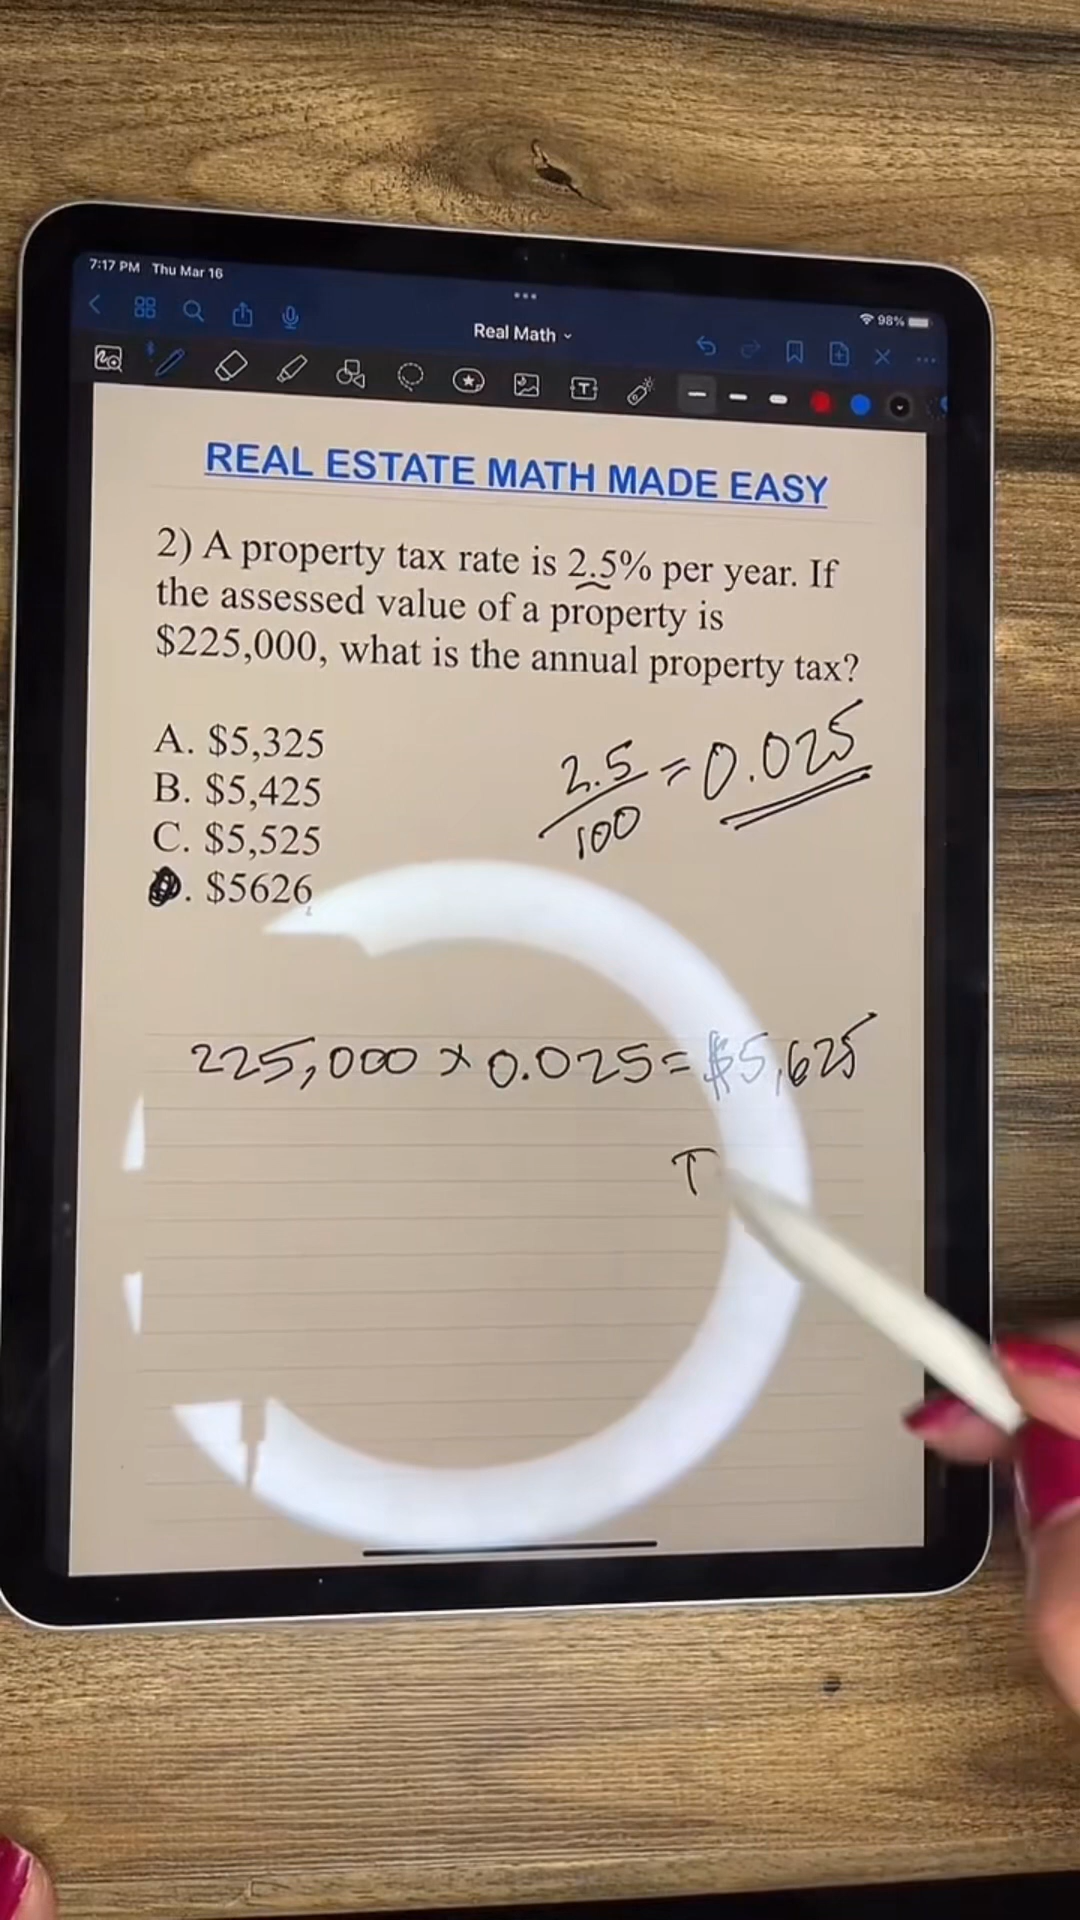 7:17 PM Thu Mar 16
98%
Real Math
REAL ESTATE MATH MADE EASY
2) A property tax rate is 2.5% per year. If
the assessed value of a property is
$225,000, what is the annual property tax?
A. $5,325
B. $5,425
C. $5,525
. $5626
2.5
100
= 0.025
225,000 × 0.025 = $5,625
T